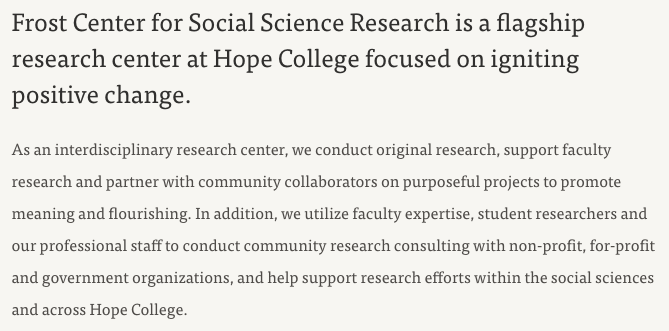 Frost Center for Social Science Research is a flagship
research center at Hope College focused on igniting
positive change.
As an interdisciplinary research center, we conduct original research, support faculty
research and partner with community collaborators on purposeful projects to promote
meaning and flourishing. In addition, we utilize faculty expertise, student researchers and
our professional staff to conduct community research consulting with non-profit, for-profit
and government organizations, and help support research efforts within the social sciences
and across Hope College.